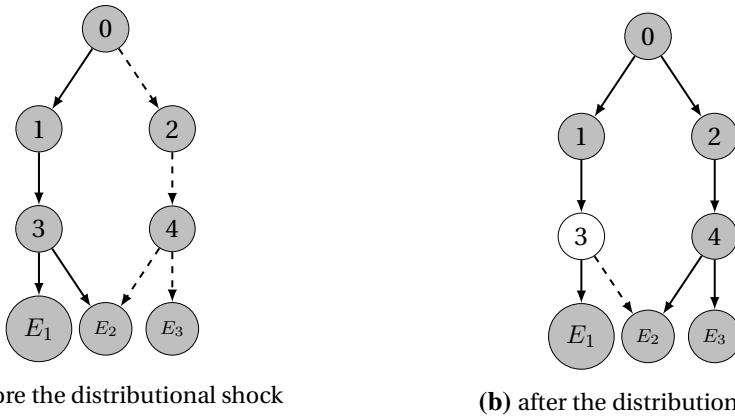 0
0
1
2
1
2
3
4
3
4
E₁
E₂
E₃
E₁
E₂
E₃
the distributional shock
(b) after the distribution